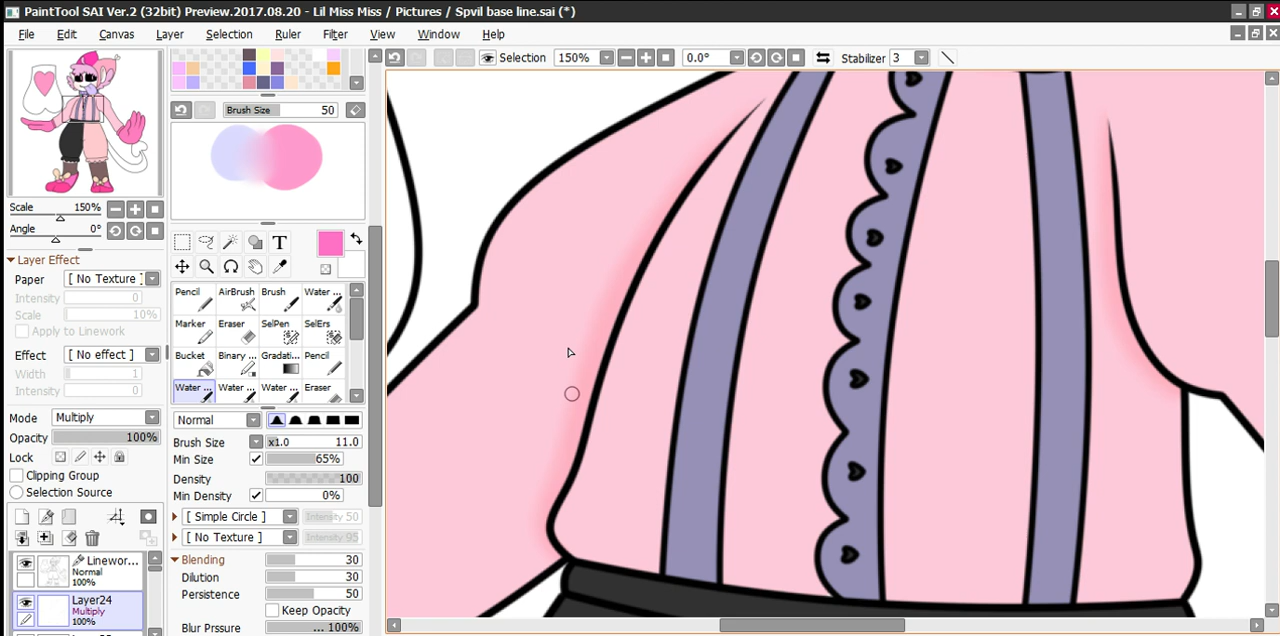 PaintTool SAI Ver.2 (32bit) Preview.2017.08.20 - Lil Miss Miss / Pictures / Spvil base line.sai (*)
File Edit Canvas Layer Selection Ruler Filter View Window Help
Selection 150% 0.0° Stabilizer 3
Brush Size 50
Scale 150%
Angle 0°
Layer Effect
Paper [ No Texture ]
Intensity 0
Scale 10%
Apply to Linework
Effect [ No effect ]
Width 1
Intensity 0
Mode Multiply
Opacity 100%
Lock
Clipping Group
Selection Source
Linewor...
Normal
100%
Layer24
Multiply
100%
T
Pencil AirBrush Brush Water ...
Marker Eraser SelPen SelErs
Bucket Binary ... Gradati... Pencil
Water ... Water ... Water ... Eraser
Normal
Brush Size x1.0 11.0
Min Size 65%
Density 100
Min Density 0%
[ Simple Circle ] Intensity 50
[ No Texture ] Intensity 95
Blending 30
Dilution 30
Persistence 50
Keep Opacity
Blur Prssure ... 100%